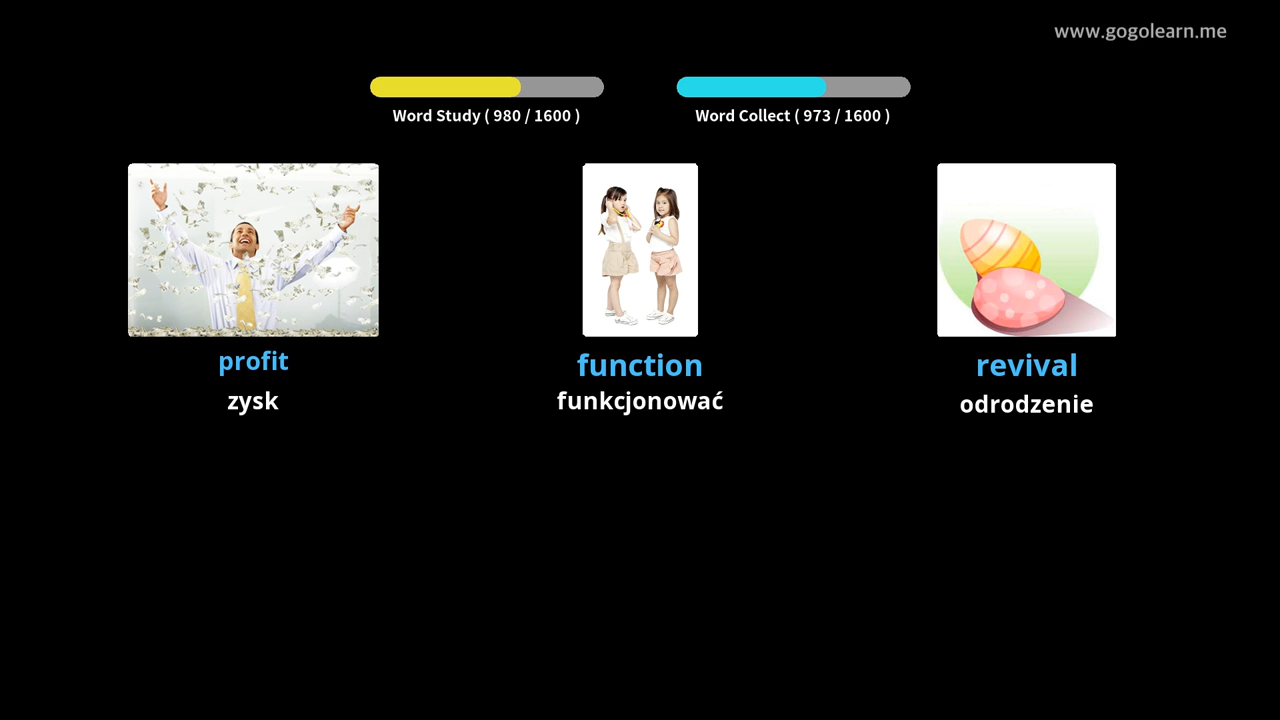 www.gogolearn.me
Word Study ( 980 / 1600 )
Word Collect ( 973 / 1600 )
profit
zysk
function
funkcjonować
revival
odrodzenie